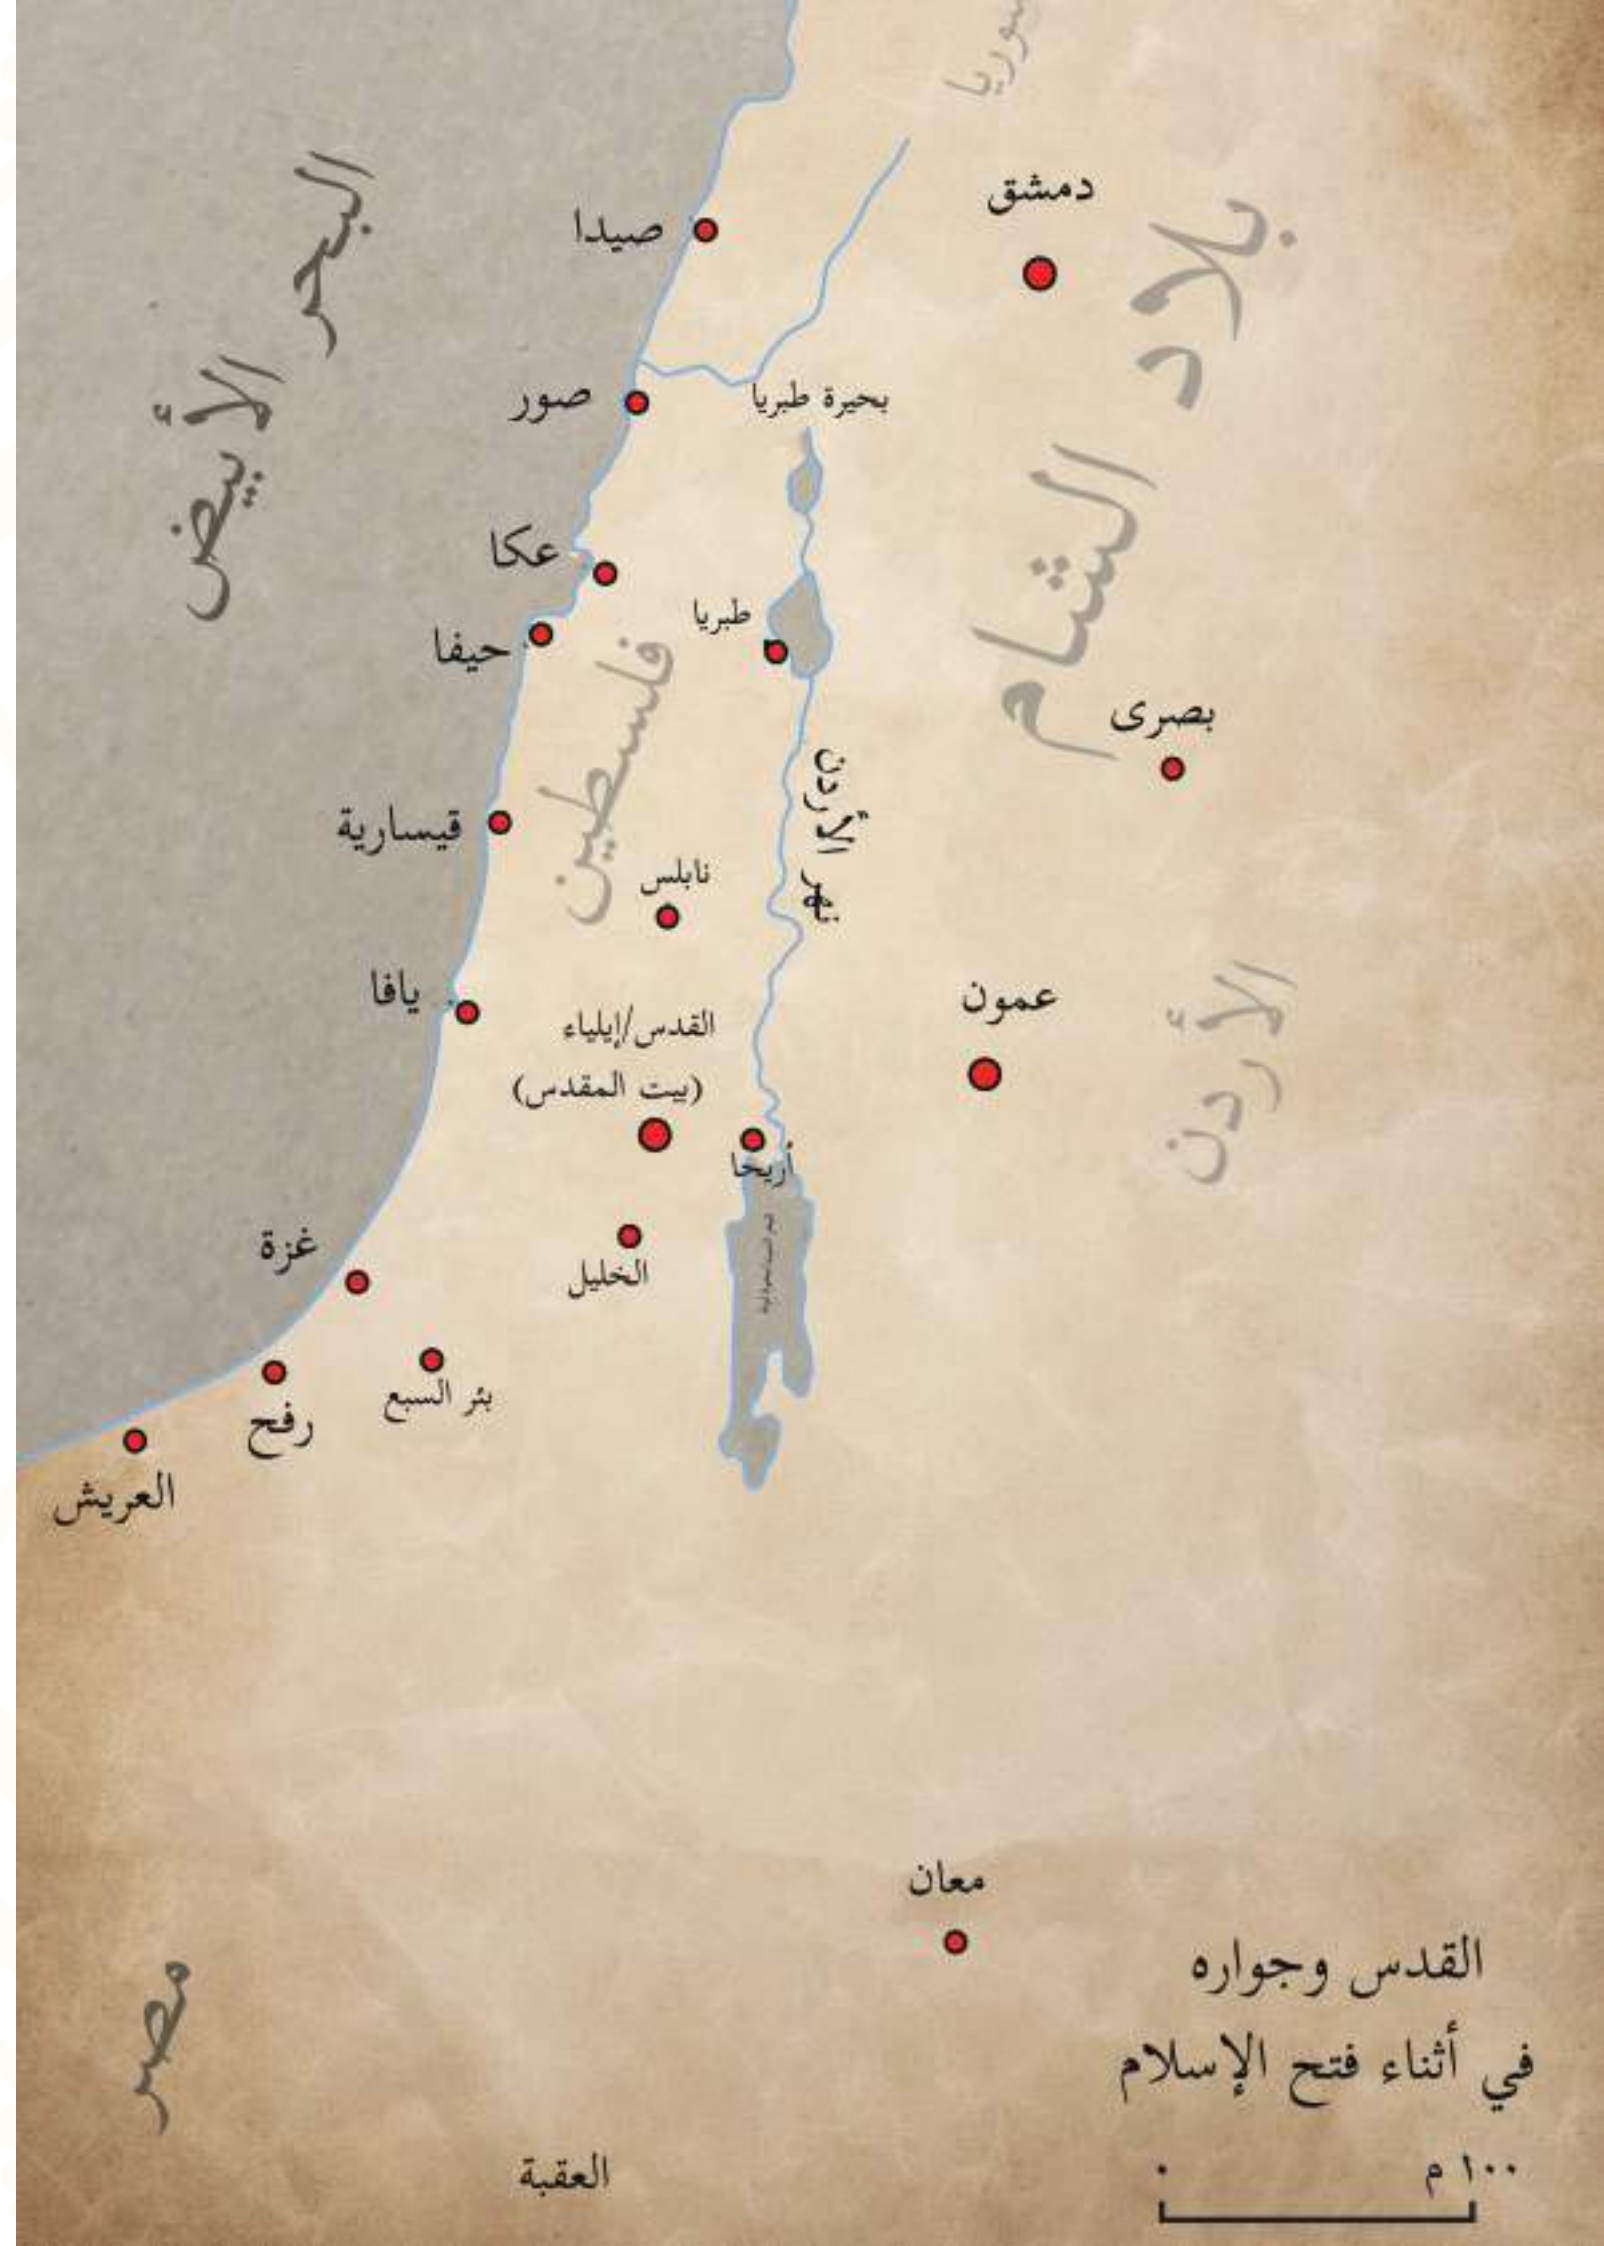 سوريا
دمشق
بلاد الشام
البحر الأبيض
صيدا
صور
بحيرة طبريا
عكا
طبريا
حيفا
فلسطين
بصرى
نهر الأردن
قيسارية
نابلس
يافا
عمون
الأردن
القدس/إيلياء
(بيت المقدس)
أريحا
غزة
الخليل
بئر السبع
رفح
العريش
معان
مصر
العقبة
القدس وجواره
في أثناء فتح الإسلام
٠ ١٠٠ م